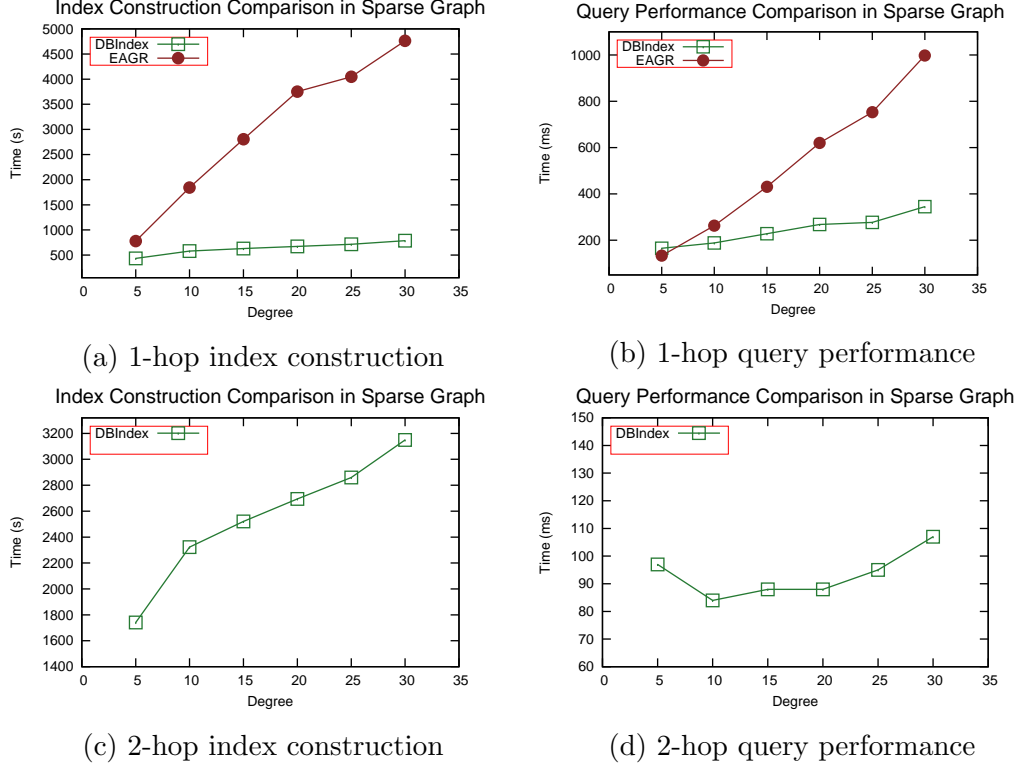 Index Construction Comparison in Sparse Graph
5000
4500
4000
3500
3000
2500
2000
1500
1000
500
Time (s)
DBIndex
EAGR
0 5 10 15 20 25 30 35
Degree
(a) 1-hop index construction
Query Performance Comparison in Sparse Graph
1000
800
600
400
200
Time (ms)
DBIndex
EAGR
0 5 10 15 20 25 30 35
Degree
(b) 1-hop query performance
Index Construction Comparison in Sparse Graph
3200
3000
2800
2600
2400
2200
2000
1800
1600
1400
Time (s)
DBIndex
0 5 10 15 20 25 30 35
Degree
(c) 2-hop index construction
Query Performance Comparison in Sparse Graph
150
140
130
120
110
100
90
80
70
60
Time (ms)
DBIndex
0 5 10 15 20 25 30 35
Degree
(d) 2-hop query performance